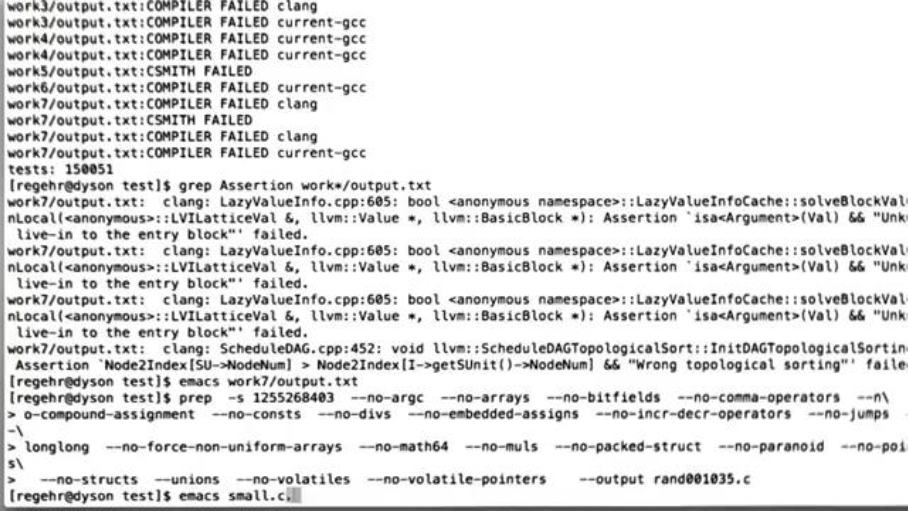 work3/output.txt:COMPILER FAILED clang
work3/output.txt:COMPILER FAILED current-gcc
work4/output.txt:COMPILER FAILED current-gcc
work4/output.txt:COMPILER FAILED current-gcc
work5/output.txt:CSMITH FAILED
work6/output.txt:COMPILER FAILED current-gcc
work7/output.txt:COMPILER FAILED clang
work7/output.txt:CSMITH FAILED
work7/output.txt:COMPILER FAILED clang
work7/output.txt:COMPILER FAILED current-gcc
tests: 150051
[regehr@dyson test]$ grep Assertion work*/output.txt
work7/output.txt:  clang: LazyValueInfo.cpp:605: bool <anonymous namespace>::LazyValueInfoCache::solveBlockVal
nLocal(<anonymous>::LVILatticeVal &, llvm::Value *, llvm::BasicBlock *): Assertion `isa<Argument>(Val) && "Unk
 live-in to the entry block"' failed.
work7/output.txt:  clang: LazyValueInfo.cpp:605: bool <anonymous namespace>::LazyValueInfoCache::solveBlockVal
nLocal(<anonymous>::LVILatticeVal &, llvm::Value *, llvm::BasicBlock *): Assertion `isa<Argument>(Val) && "Unk
 live-in to the entry block"' failed.
work7/output.txt:  clang: LazyValueInfo.cpp:605: bool <anonymous namespace>::LazyValueInfoCache::solveBlockVal
nLocal(<anonymous>::LVILatticeVal &, llvm::Value *, llvm::BasicBlock *): Assertion `isa<Argument>(Val) && "Unk
 live-in to the entry block"' failed.
work7/output.txt:  clang: ScheduleDAG.cpp:452: void llvm::ScheduleDAGTopologicalSort::InitDAGTopologicalSortin
 Assertion `Node2Index[SU->NodeNum] > Node2Index[I->getSUnit()->NodeNum] && "Wrong topological sorting"' faile
[regehr@dyson test]$ emacs work7/output.txt
[regehr@dyson test]$ prep  -s 1255268403  --no-argc  --no-arrays  --no-bitfields  --no-comma-operators  --n\
> o-compound-assignment  --no-consts  --no-divs  --no-embedded-assigns  --no-incr-decr-operators  --no-jumps  -
-\
> longlong  --no-force-non-uniform-arrays  --no-math64  --no-muls  --no-packed-struct  --no-paranoid  --no-poi
s\
>   --no-structs  --unions  --no-volatiles  --no-volatile-pointers    --output rand001035.c
[regehr@dyson test]$ emacs small.c